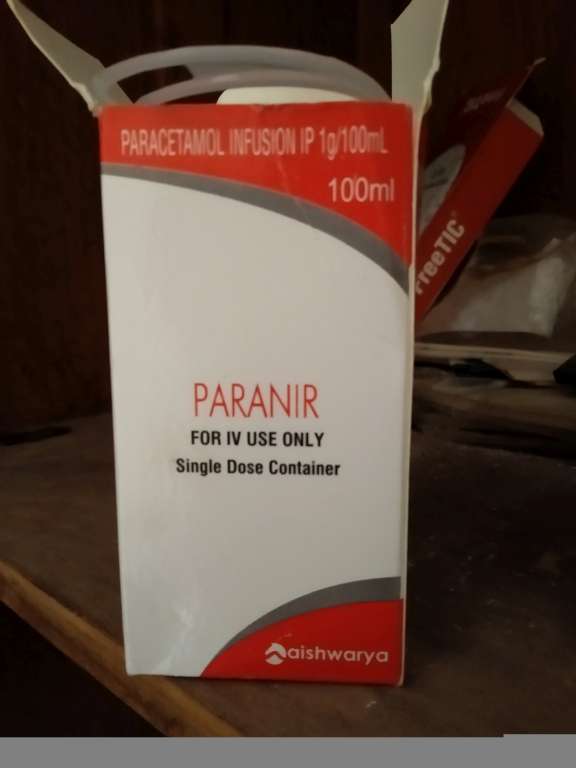 PARACETAMOL INFUSION IP 1g/100mL
100ml
PARANIR
FOR IV USE ONLY
Single Dose Container
aishwarya
FreeTIC®